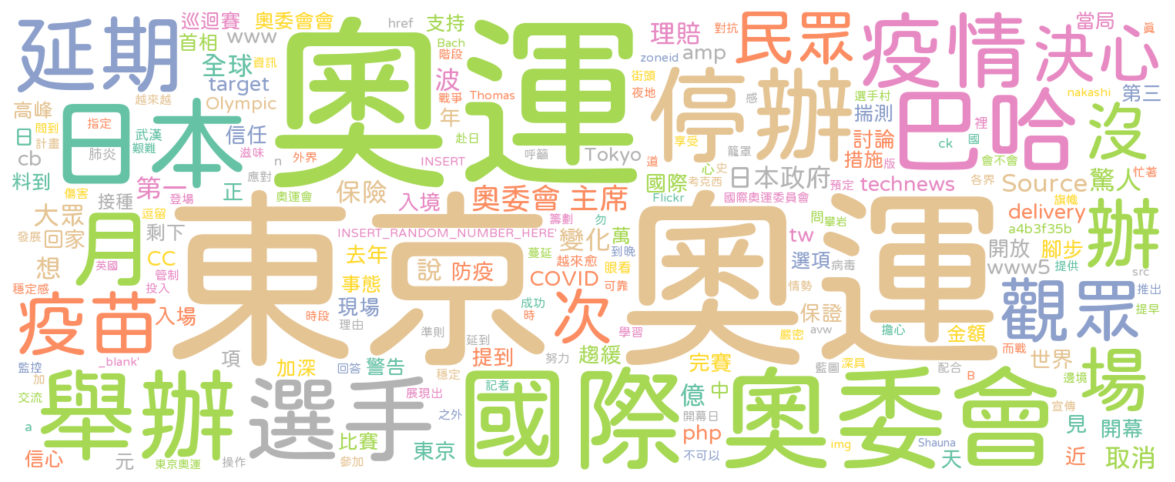 巡迴賽 奧委會會 www href 支持 理賠 對抗 當局 眞
延期 首相 資訊 奧運 Bach 階段 amp 民眾 疫情 決心
全球 target 波 zoneid 停辦 街頭 夜地 選手村 nakashi
高峰 越來越 Olympic 戰爭 Thomas 年 感 揣測 巴哈 第三
日 問到 計畫 指定 日本 信任 外界 赴日 討論 裡 沒
武漢 艱難 滋味 n INSERT 呼籲 Tokyo 道 享受 籠罩 措施 版 ck 國 會不會 忙著
cb 肺炎 應對 國際 心 史 考克西 日本政府 預定 各界 驚人
料到 第一 正 奧運會 保險 入境 奧委會 主席 Flickr 國際奧運委員會 technews Source 旗幟
傷害 接種 登場 籌劃 勿 問 攀岩 delivery 辦
大眾 逗留 月 剩下 INSERT_RANDOM_NUMBER_HERE' 變化 萬 tw a4b3f35b
發展 回家 東京 去年 說 防疫 蔓延 到晚 奧運 選項 開放 腳步
想 英國 CC 越來愈 眼看 病毒 www5 提供
穩定感 管制 投入 事態 COVID 可靠 情勢 保證 src
疫苗 入場 現場 時段 理由 成功 時 次 學習 嚴密 avw 擔心 金額 觀眾 推出 提早
準則 延到 而戰
_blank' 項 加深 警告 提到 努力 趨緩 完賽 藍圖 深具 世界
監控 加 舉辦 選手 回答 穩定 國際奧委會 億 中 配合 B 邊境 場
交流 展現出 記者 開幕日 宣傳
a 之外 比賽 php 見 開幕
信心 元 東京奧運 操作 參加 東京 不可以 img Shauna 天 近 取消